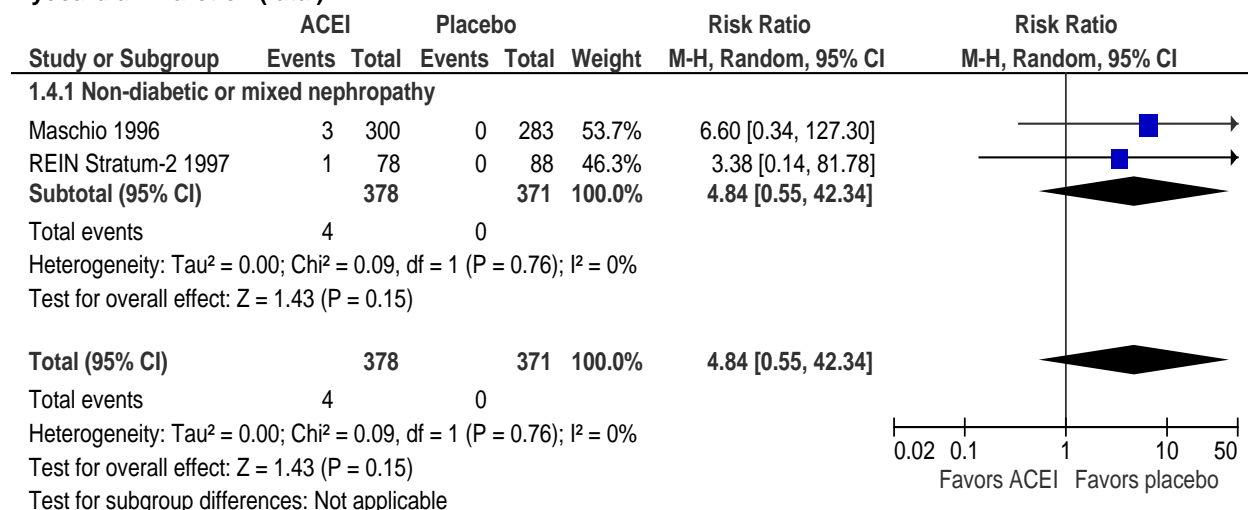 ACEI Placebo Risk Ratio Risk Ratio
Study or Subgroup Events Total Events Total Weight M-H, Random, 95% CI M-H, Random, 95% CI
1.4.1 Non-diabetic or mixed nephropathy
Maschio 1996 3 300 0 283 53.7% 6.60 [0.34, 127.30]
REIN Stratum-2 1997 1 78 0 88 46.3% 3.38 [0.14, 81.78]
Subtotal (95% CI) 378 371 100.0% 4.84 [0.55, 42.34]
Total events 4 0
Heterogeneity: Tau² = 0.00; Chi² = 0.09, df = 1 (P = 0.76); I² = 0%
Test for overall effect: Z = 1.43 (P = 0.15)
Total (95% CI) 378 371 100.0% 4.84 [0.55, 42.34]
Total events 4 0
Heterogeneity: Tau² = 0.00; Chi² = 0.09, df = 1 (P = 0.76); I² = 0%
Test for overall effect: Z = 1.43 (P = 0.15)
Test for subgroup differences: Not applicable
0.02 0.1 1 10 50
Favors ACEI Favors placebo